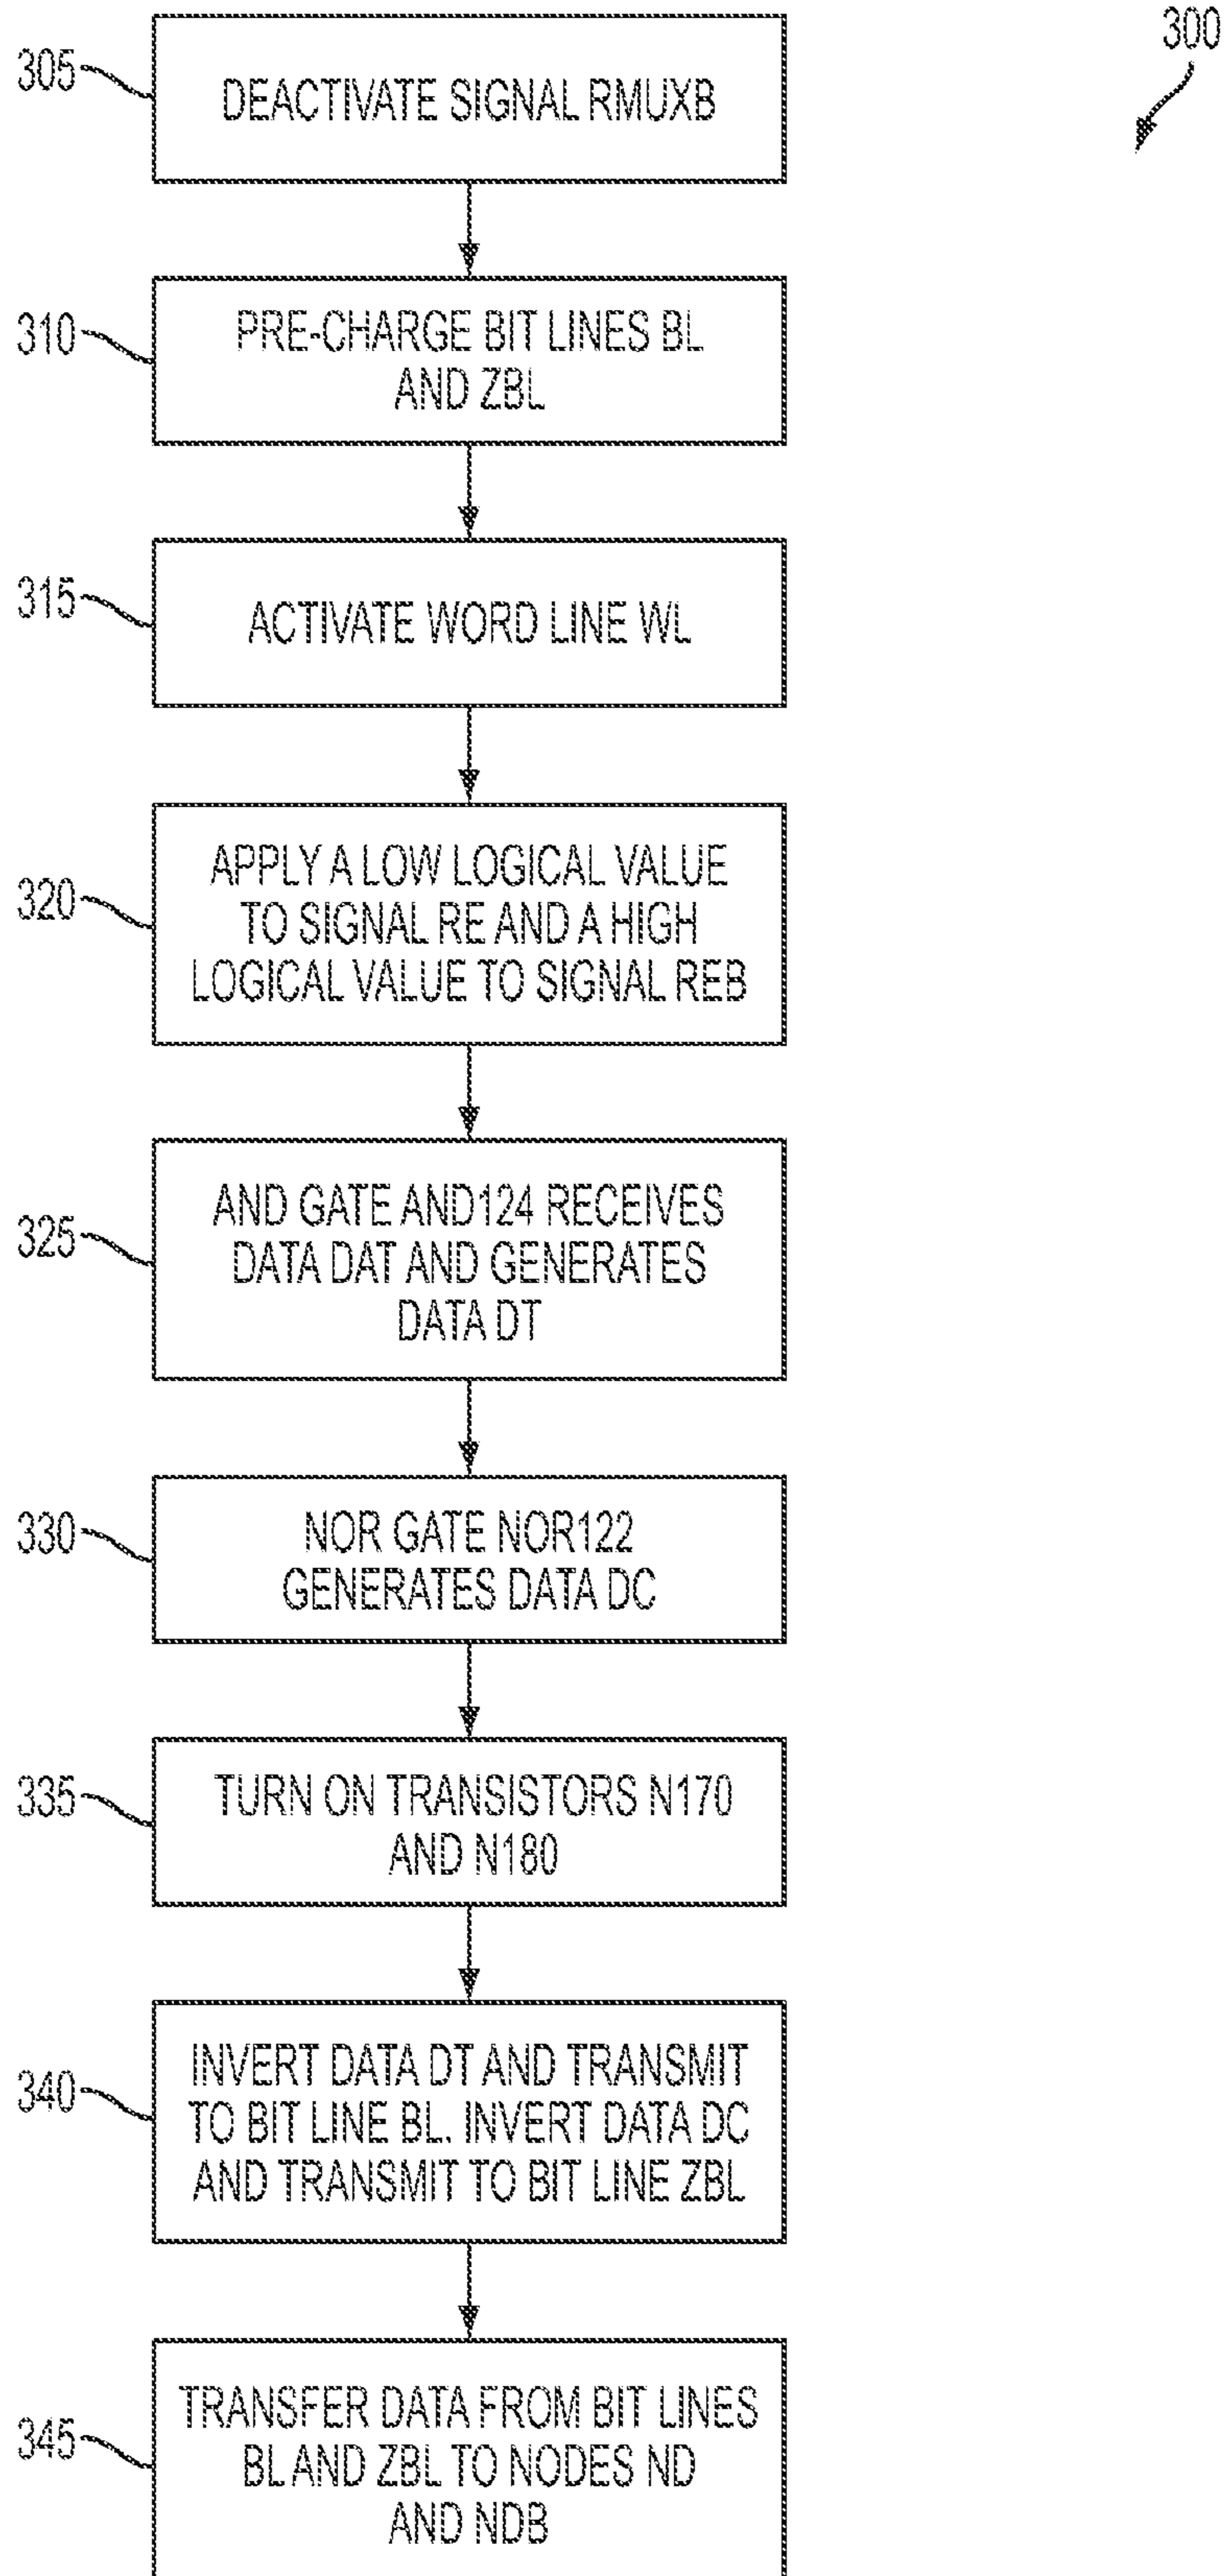 300
305
DEACTIVATE SIGNAL RMUXB
310
PRE-CHARGE BIT LINES BL
AND ZBL
315
ACTIVATE WORD LINE WL
320
APPLY A LOW LOGICAL VALUE
TO SIGNAL RE AND A HIGH
LOGICAL VALUE TO SIGNAL REB
325
AND GATE AND124 RECEIVES
DATA DAT AND GENERATES
DATA DT
330
NOR GATE NOR122
GENERATES DATA DC
335
TURN ON TRANSISTORS N170
AND N180
340
INVERT DATA DT AND TRANSMIT
TO BIT LINE BL. INVERT DATA DC
AND TRANSMIT TO BIT LINE ZBL
345
TRANSFER DATA FROM BIT LINES
BL AND ZBL TO NODES ND
AND NDB